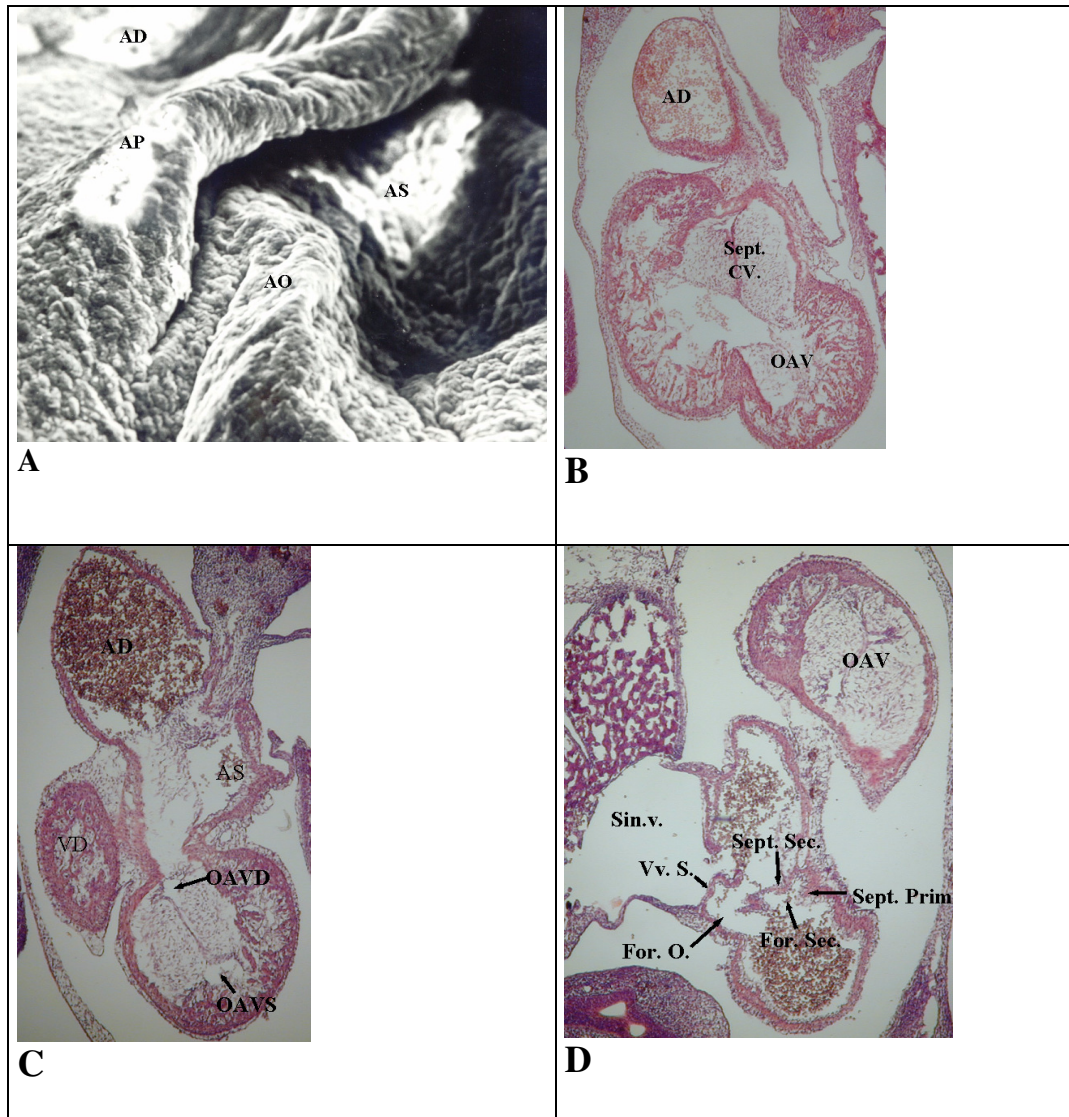 AD
AP
AS
AO
A
AD
Sept.
CV.
OAV
B
AD
AS
VD
OAVD
OAVS
C
OAV
Sin.v.
Sept. Sec.
Vv. S.
Sept. Prim
For. O.
For. Sec.
D